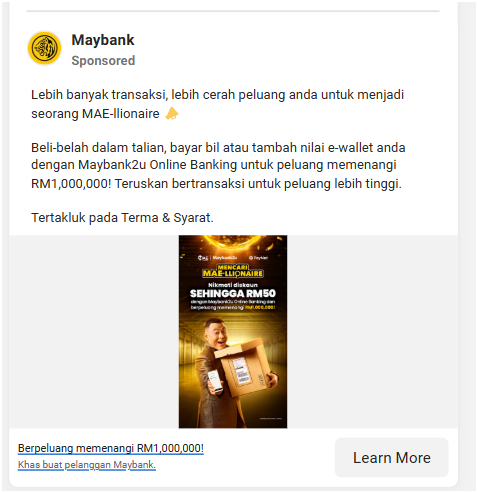 Maybank
Sponsored
Lebih banyak transaksi, lebih cerah peluang anda untuk menjadi
seorang MAE-llionaire
Beli-belah dalam talian, bayar bil atau tambah nilai e-wallet anda
dengan Maybank2u Online Banking untuk peluang memenangi
RM1,000,000! Teruskan bertransaksi untuk peluang lebih tinggi.
Tertakluk pada Terma & Syarat.
Maybank2u PayNet
MENCARI
MAE-LLIONAIRE
Nikmati diskaun
SEHINGGA RM50
dengan Maybank2u Online Banking dan
berpeluang memenangi RM1,000,000!
Berpeluang memenangi RM1,000,000!
Khas buat pelanggan Maybank.
Learn More